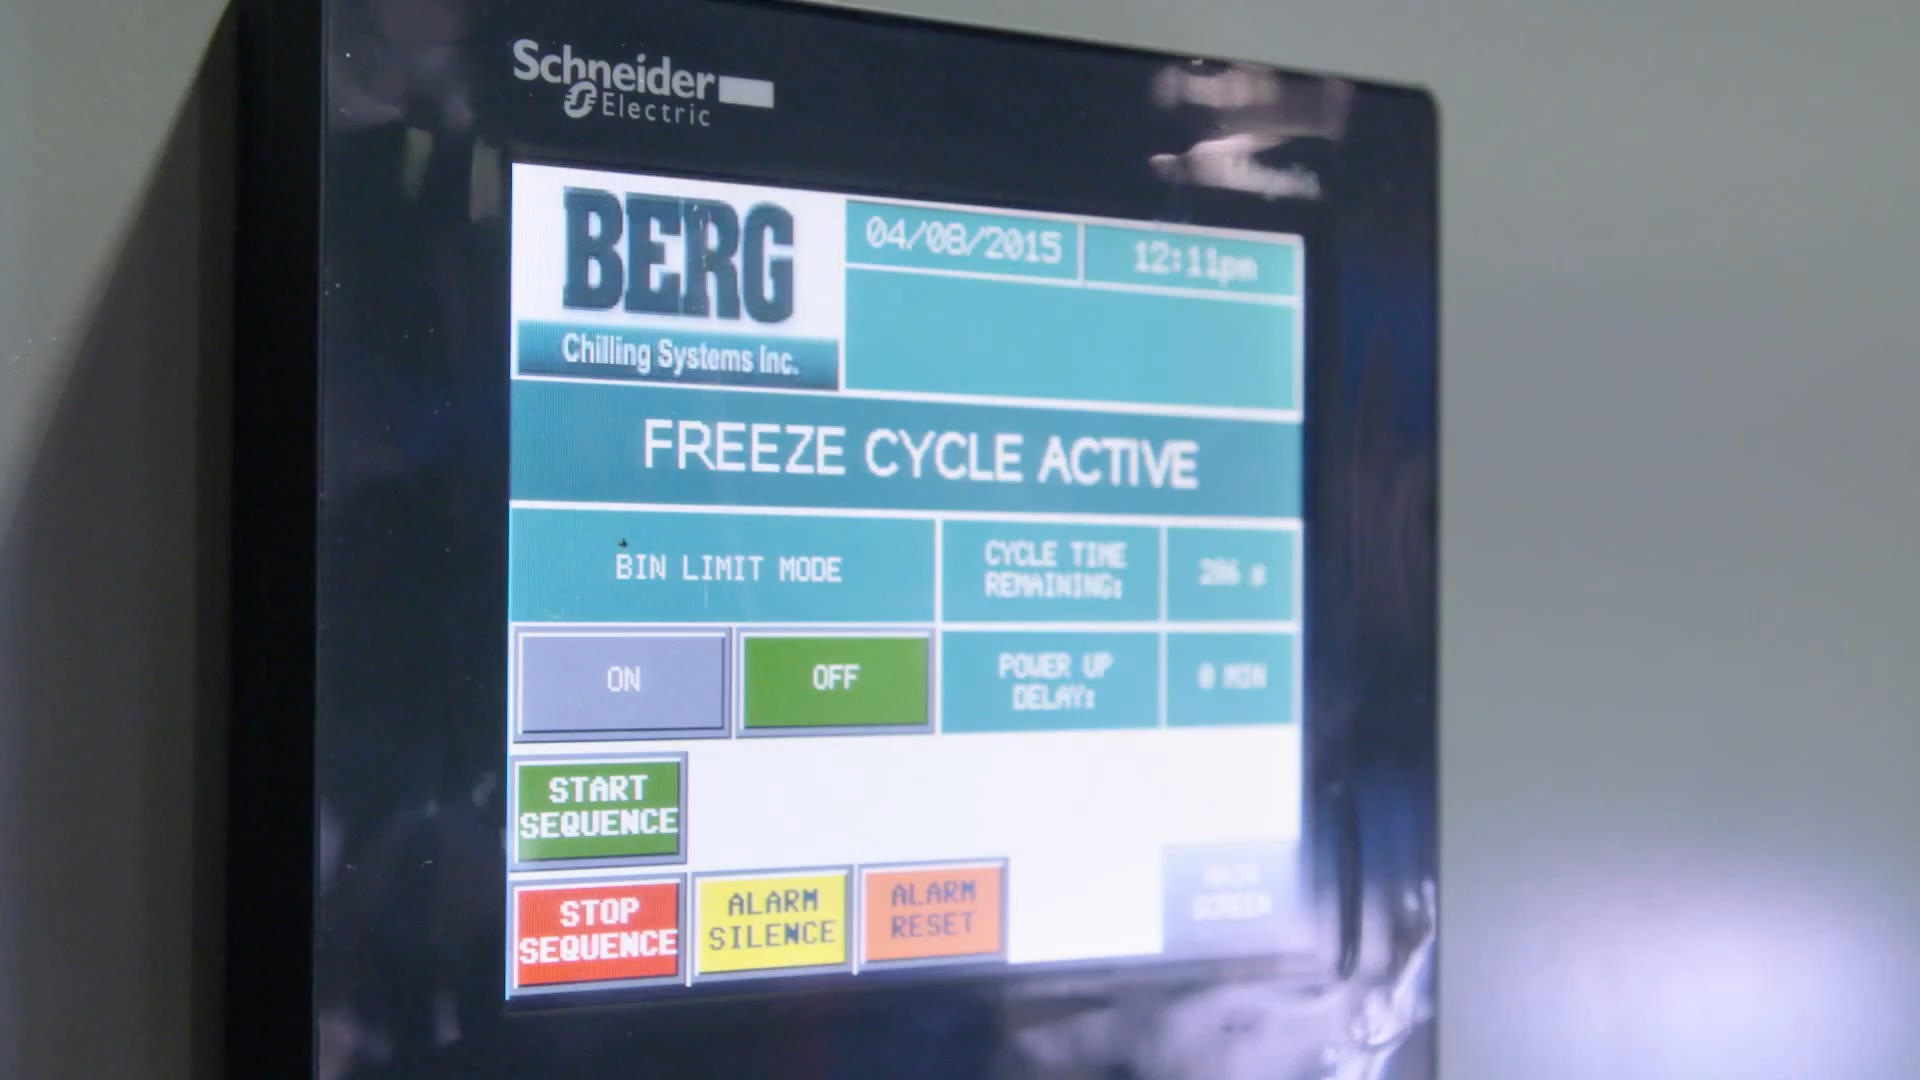 Schneider
Electric
BERG
Chilling Systems Inc.
04/08/2015
12:11pm
FREEZE CYCLE ACTIVE
BIN LIMIT MODE
CYCLE TIME
REMAINING:
286 s
ON
OFF
POWER UP
DELAY:
0 MIN
START
SEQUENCE
STOP
SEQUENCE
ALARM
SILENCE
ALARM
RESET
SCREEN